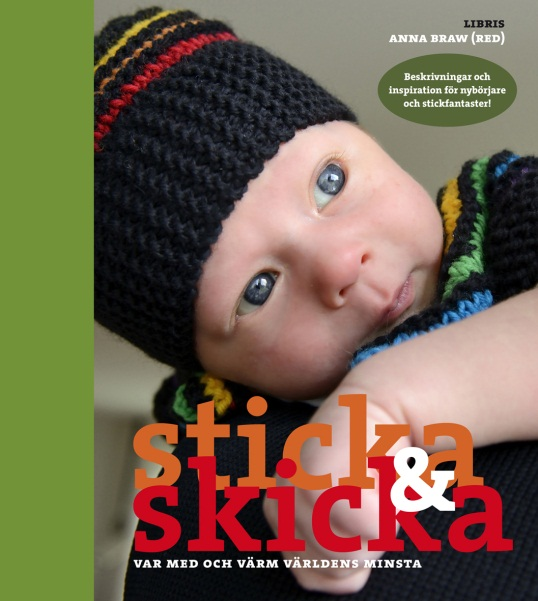 LIBRIS
ANNA BRAW (RED)
Beskrivningar och
inspiration för nybörjare
och stickfantaster!
sticka
&
skicka
VAR MED OCH VÄRM VÄRLDENS MINSTA